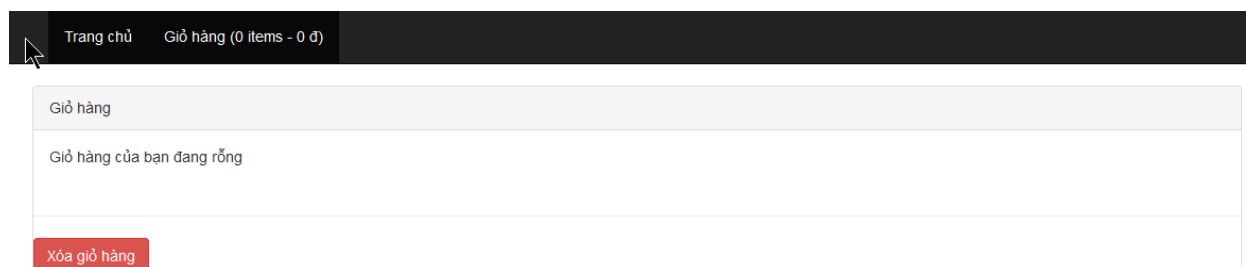 Trang chủ Giỏ hàng (0 items - 0 đ)
Giỏ hàng
Giỏ hàng của bạn đang rỗng
Xóa giỏ hàng